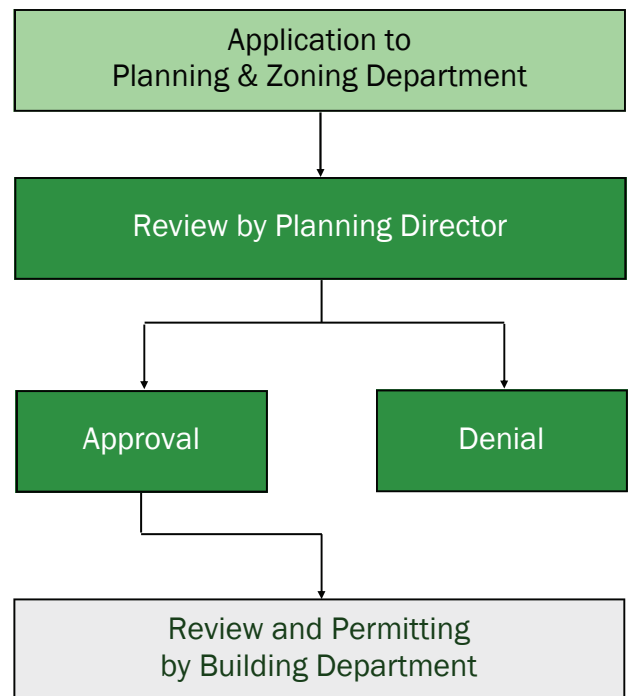 Application to
Planning & Zoning Department
Review by Planning Director
Approval
Denial
Review and Permitting
by Building Department